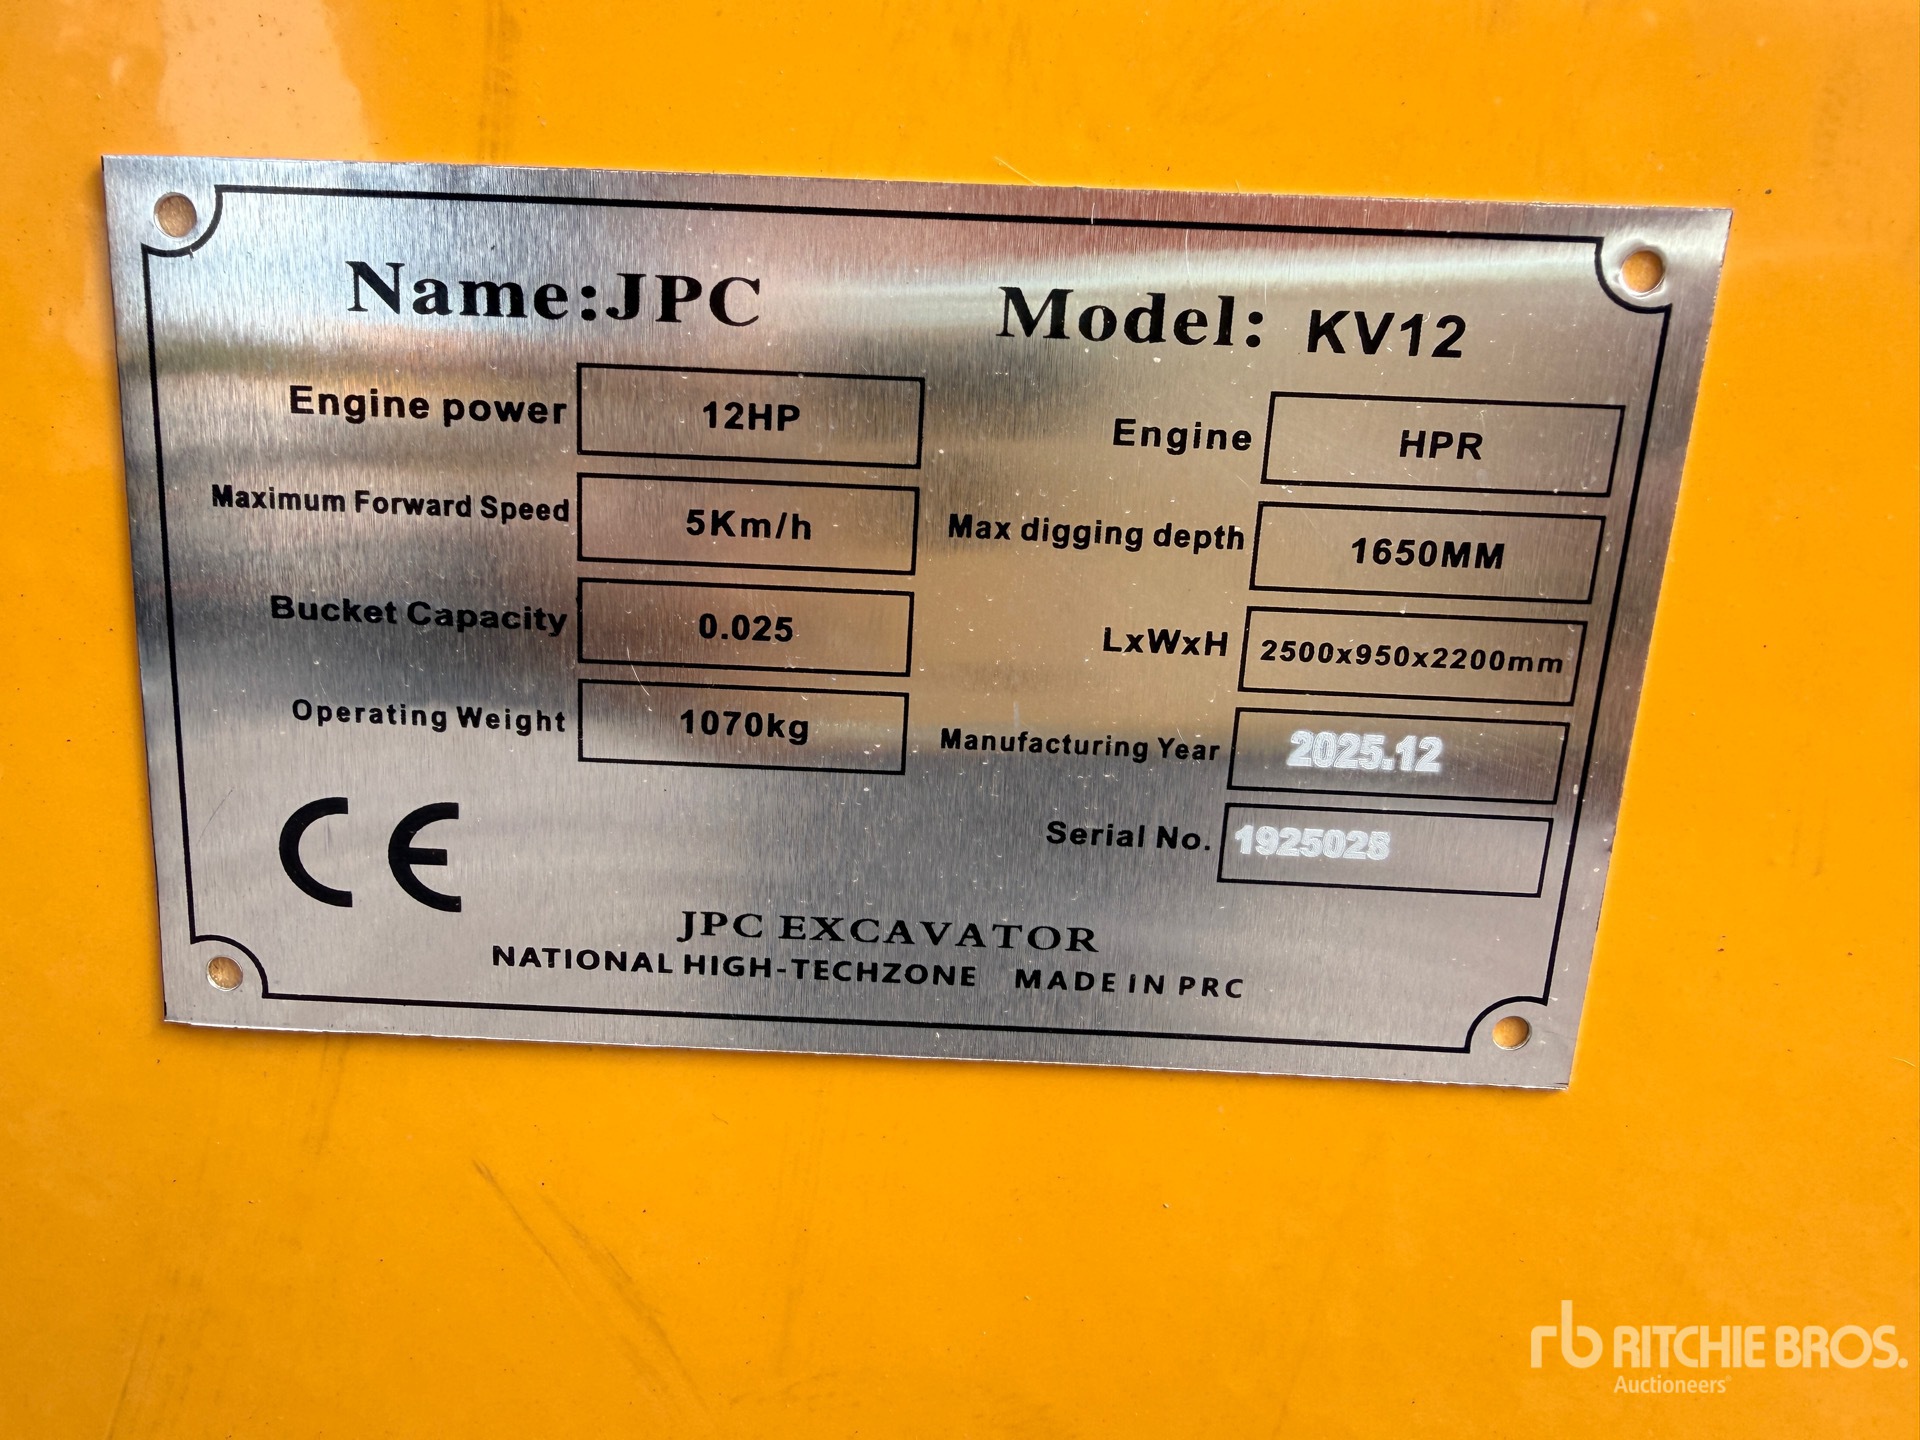 Name:JPC Model: KV12
Engine power 12HP Engine HPR
Maximum Forward Speed 5Km/h Max digging depth 1650MM
Bucket Capacity 0.025 LxWxH 2500x950x2200mm
Operating Weight 1070kg Manufacturing Year 2025.12
Serial No. 1925028
CE
JPC EXCAVATOR
NATIONAL HIGH-TECHZONE MADE IN PRC
rb RITCHIE BROS.
Auctioneers